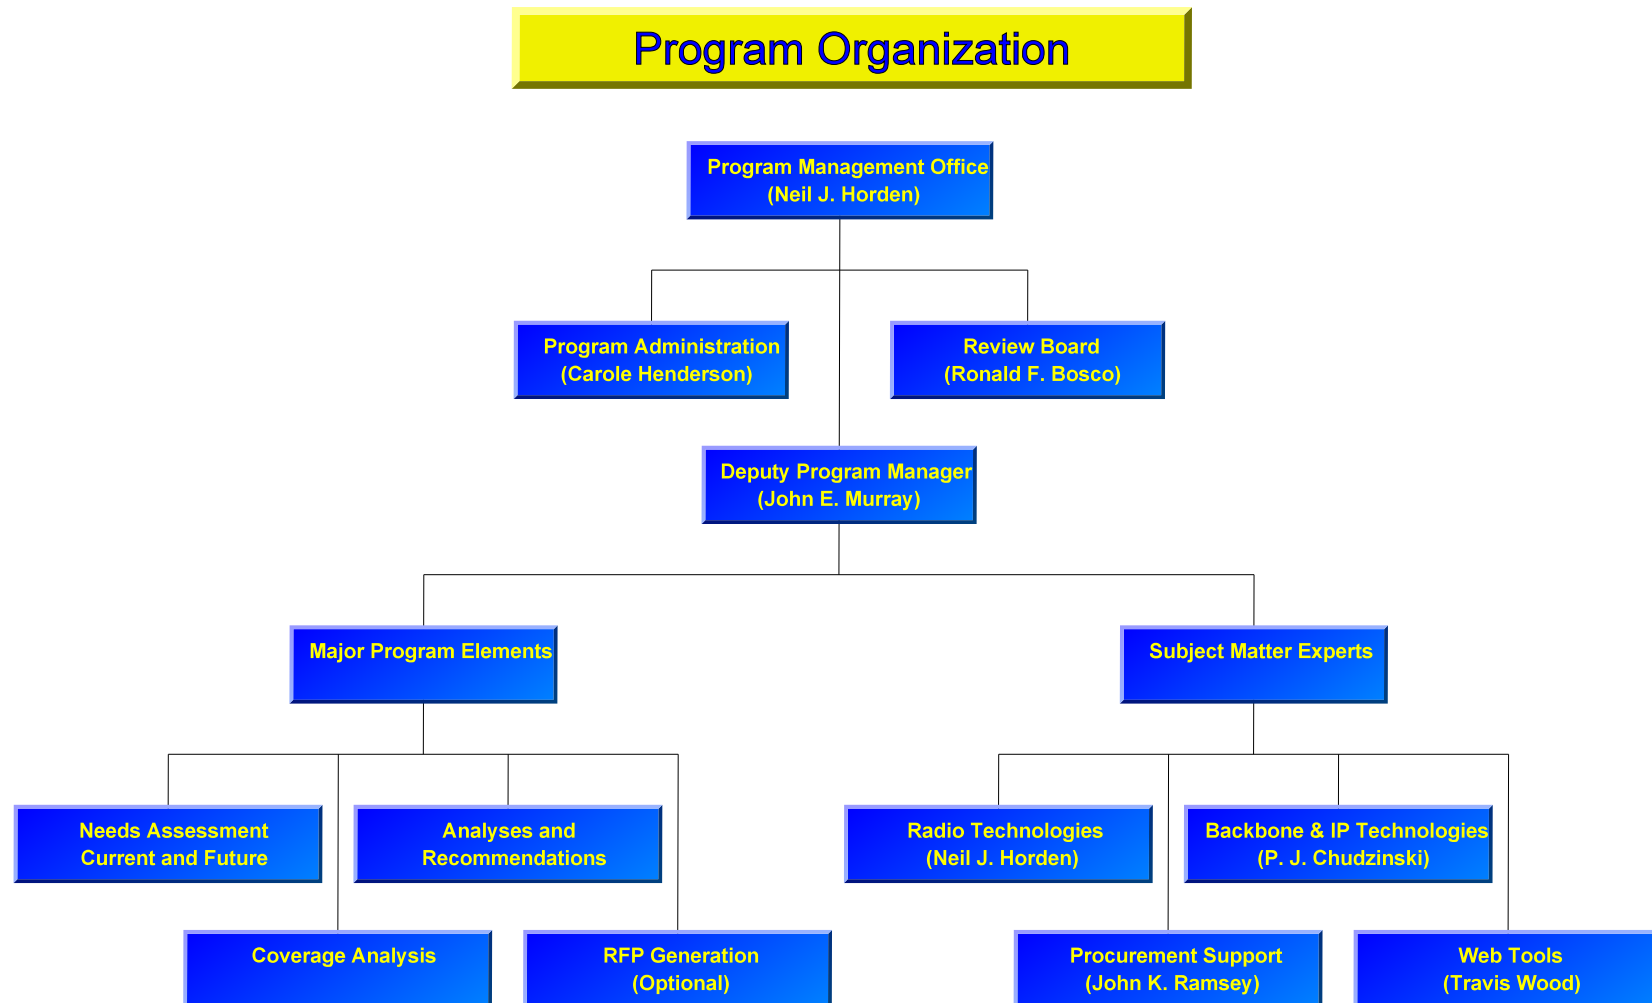 Program Organization
Program Management Office
(Neil J. Horden)
Program Administration
(Carole Henderson)
Review Board
(Ronald F. Bosco)
Deputy Program Manager
(John E. Murray)
Major Program Elements
Subject Matter Experts
Needs Assessment
Current and Future
Analyses and
Recommendations
Radio Technologies
(Neil J. Horden)
Backbone & IP Technologies
(P. J. Chudzinski)
Coverage Analysis
RFP Generation
(Optional)
Procurement Support
(John K. Ramsey)
Web Tools
(Travis Wood)